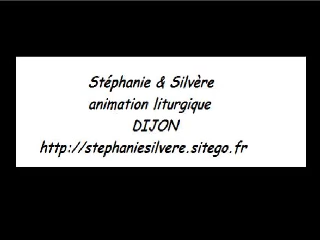 Stéphanie & Silvère
animation liturgique
DIJON
http://stephaniesilvere.sitego.fr